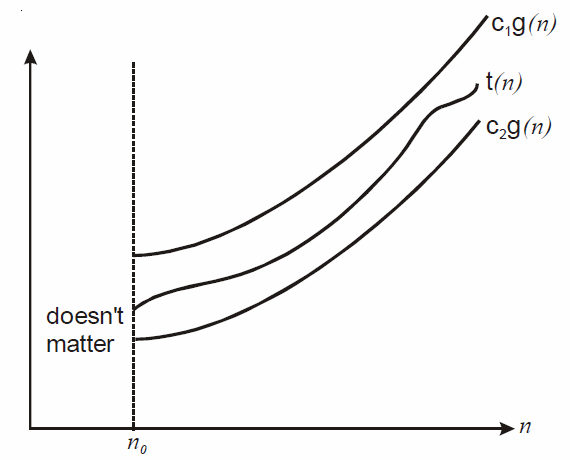 c₁g(n)
t(n)
c₂g(n)
doesn't
matter
n
n₀